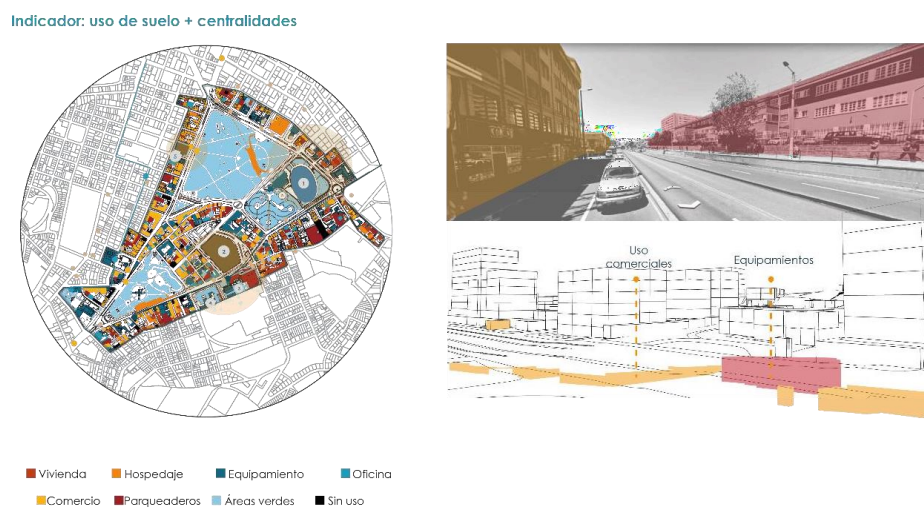 Indicador: uso de suelo + centralidades
Uso
comerciales
Equipamientos
Vivienda
Hospedaje
Equipamiento
Oficina
Comercio
Parqueaderos
Áreas verdes
Sin uso